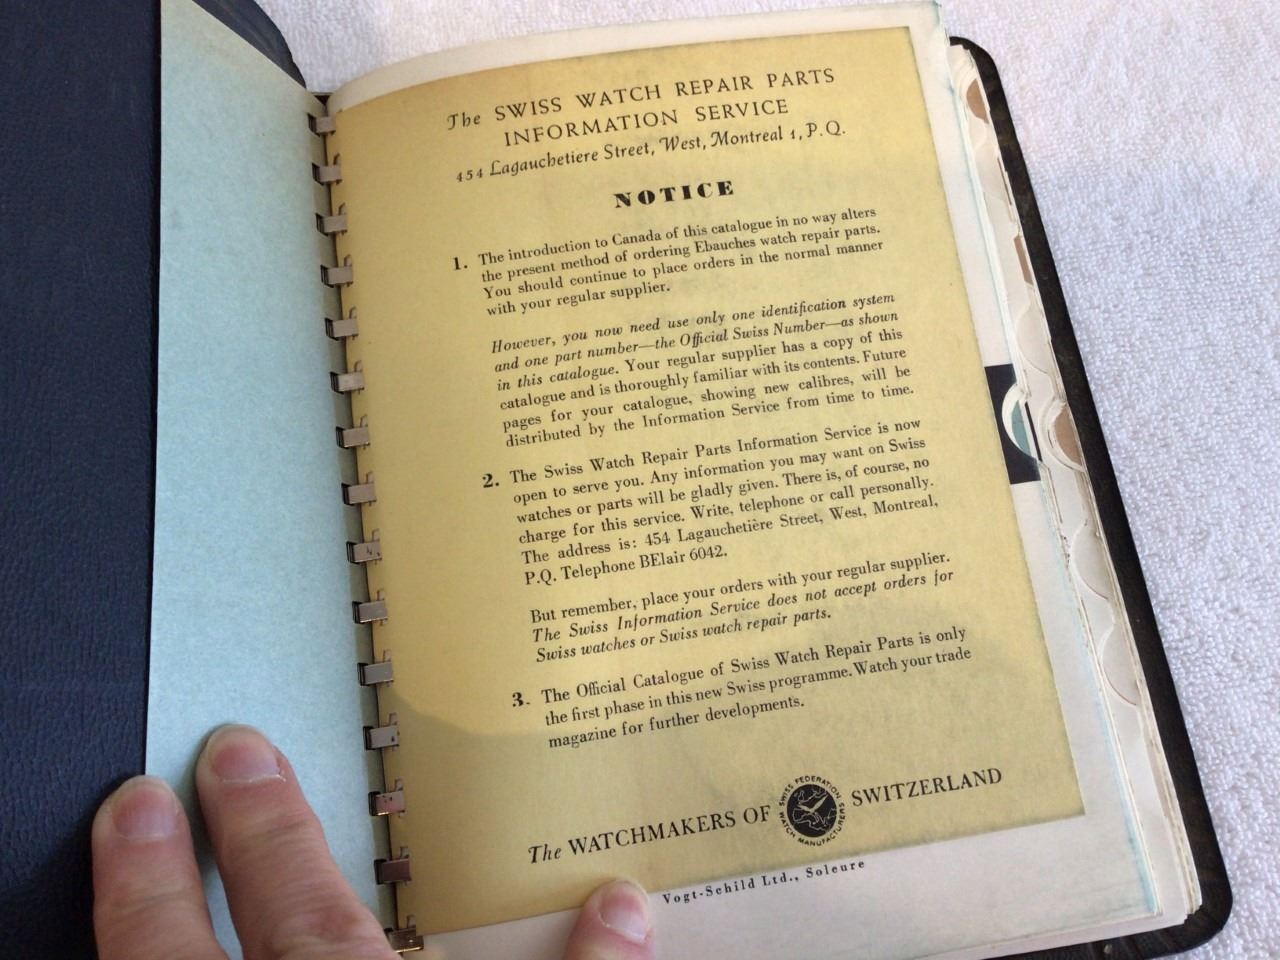 The SWISS WATCH REPAIR PARTS
INFORMATION SERVICE
454 Lagauchetiere Street, West, Montreal 1, P.Q.
NOTICE
1. The introduction to Canada of this catalogue in no way alters
the present method of ordering Ebauches watch repair parts.
You should continue to place orders in the normal manner
with your regular supplier.
However, you now need use only one identification system
and one part number—the Official Swiss Number—as shown
in this catalogue. Your regular supplier has a copy of this
catalogue and is thoroughly familiar with its contents. Future
pages for your catalogue, showing new calibres, will be
distributed by the Information Service from time to time.
2. The Swiss Watch Repair Parts Information Service is now
open to serve you. Any information you may want on Swiss
watches or parts will be gladly given. There is, of course, no
charge for this service. Write, telephone or call personally.
The address is: 454 Lagauchetière Street, West, Montreal,
P.Q. Telephone BElair 6042.
But remember, place your orders with your regular supplier.
The Swiss Information Service does not accept orders for
Swiss watches or Swiss watch repair parts.
3. The Official Catalogue of Swiss Watch Repair Parts is only
the first phase in this new Swiss programme. Watch your trade
magazine for further developments.
The WATCHMAKERS OF SWITZERLAND
SWISS FEDERATION WATCH MANUFACTURERS
Vogt-Schild Ltd., Soleure